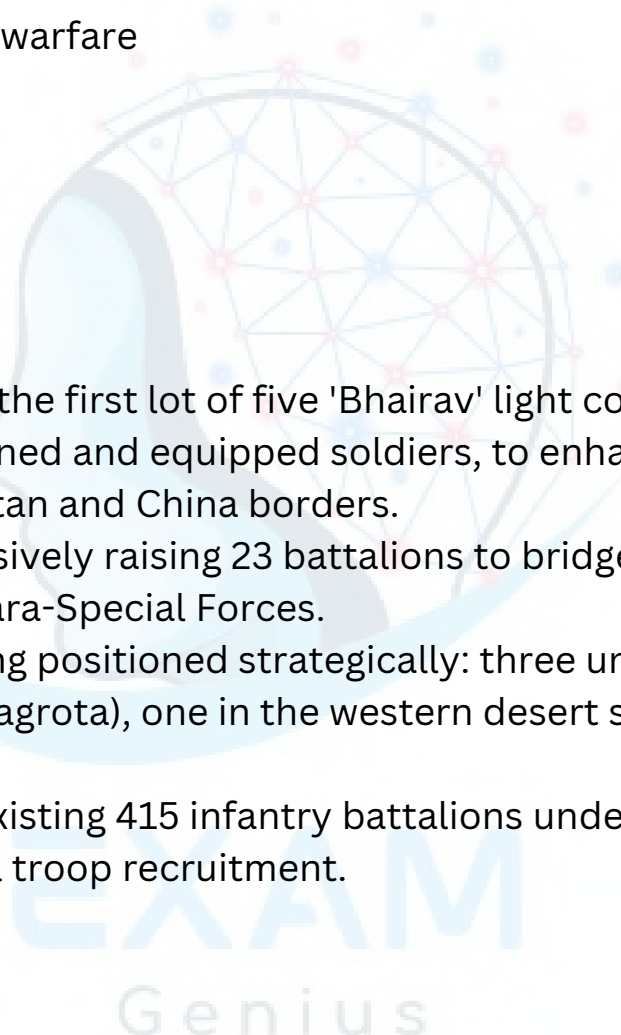 warfare
the first lot of five 'Bhairav' light co
ned and equipped soldiers, to enha
tan and China borders.
sively raising 23 battalions to bridge
ara-Special Forces.
ng positioned strategically: three un
agrota), one in the western desert s
xisting 415 infantry battalions unde
troop recruitment.
EXAM
Genius